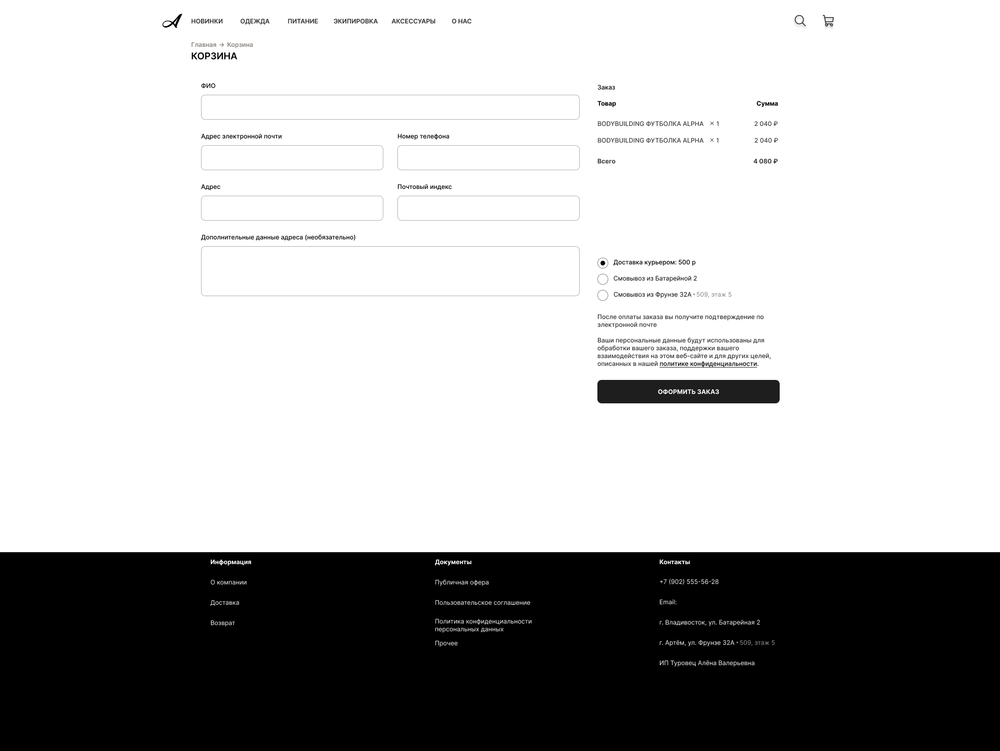 НОВИНКИ ОДЕЖДА ПИТАНИЕ ЭКИПИРОВКА АКСЕССУАРЫ О НАС
Главная → Корзина
КОРЗИНА
ФИО
Адрес электронной почти
Номер телефона
Адрес
Почтовый индекс
Дополнительные данные адреса (необязательно)
Заказ
Товар Сумма
BODYBUILDING ФУТБОЛКА ALPHA × 1 2 040 ₽
BODYBUILDING ФУТБОЛКА ALPHA × 1 2 040 ₽
Всего 4 080 ₽
Доставка курьером: 500 р
Смовывоз из Батарейной 2
Смовывоз из Фрунзе 32А • 509, этаж 5
После оплаты заказа вы получите подтверждение по
электронной почте
Ваши персональные данные будут использованы для
обработки вашего заказа, поддержки вашего
взаимодействия на этом веб-сайте и для других целей,
описанных в нашей политике конфиденциальности.
ОФОРМИТЬ ЗАКАЗ
Информация
О компании
Доставка
Возврат
Документы
Публичная офера
Пользовательское соглашение
Политика конфиденциальности
персональных данных
Прочее
Контакты
+7 (902) 555-56-28
Email:
г. Владивосток, ул. Батарейная 2
г. Артём, ул. Фрунзе 32А • 509, этаж 5
ИП Туровец Алёна Валерьевна